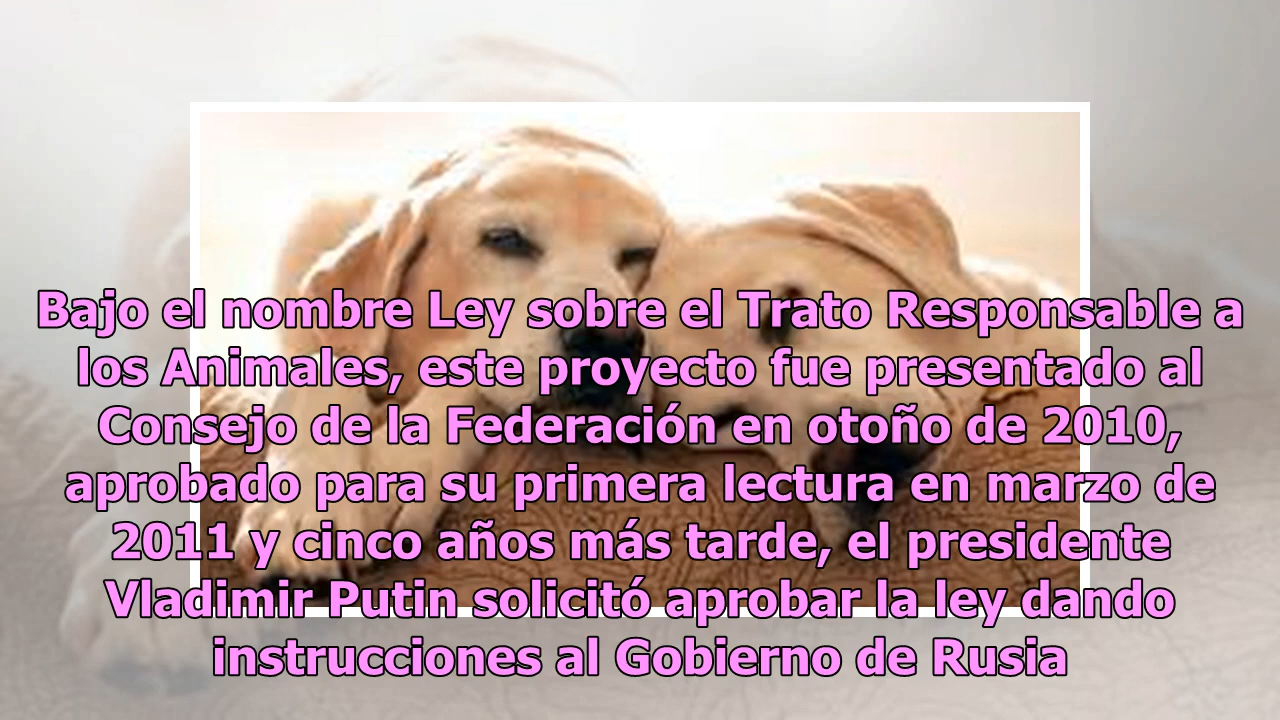 Bajo el nombre Ley sobre el Trato Responsable a
los Animales, este proyecto fue presentado al
Consejo de la Federación en otoño de 2010,
aprobado para su primera lectura en marzo de
2011 y cinco años más tarde, el presidente
Vladimir Putin solicitó aprobar la ley dando
instrucciones al Gobierno de Rusia